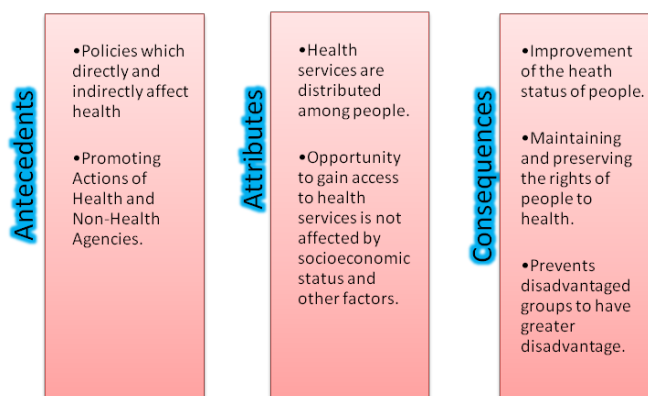 Antecedents
•Policies which
directly and
indirectly affect
health
•Promoting
Actions of
Health and
Non-Health
Agencies.
Attributes
•Health
services are
distributed
among people.
•Opportunity
to gain access
to health
services is not
affected by
socioeconomic
status and
other factors.
Consequences
•Improvement
of the heath
status of people.
•Maintaining
and preserving
the rights of
people to
health.
•Prevents
disadvantaged
groups to have
greater
disadvantage.